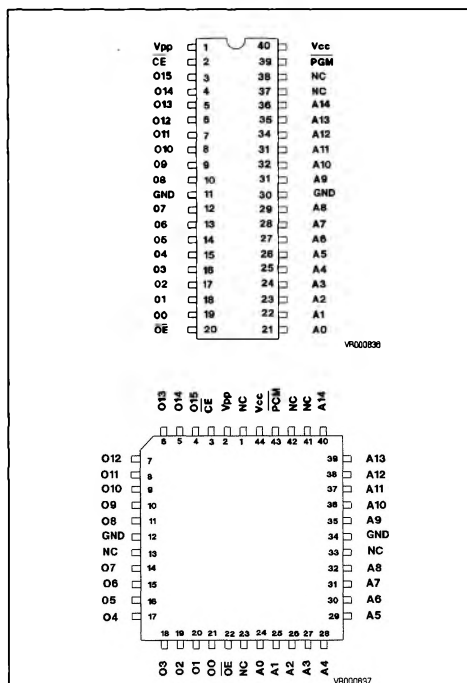 Vpp 1 40 Vcc
CE 2 39 PGM
O15 3 38 NC
O14 4 37 NC
O13 5 36 A14
O12 6 35 A13
O11 7 34 A12
O10 8 31 A11
O9 9 32 A10
O8 10 31 A9
GND 11 30 GND
O7 12 29 A8
O6 13 28 A7
O5 14 27 A6
O4 15 26 A5
O3 16 25 A4
O2 17 24 A3
O1 18 23 A2
O0 19 22 A1
OE 20 21 A0
VR000836
O13 O14 O15 CE Vpp NC Vcc PGM NC NC A14
6 5 4 3 2 1 44 43 42 41 40
O12 7 39 A13
O11 8 38 A12
O10 9 37 A11
O9 10 36 A10
O8 11 35 A9
GND 12 34 GND
NC 13 33 NC
O7 14 32 A8
O6 15 31 A7
O5 16 30 A6
O4 17 29 A5
18 19 20 21 22 23 24 25 26 27 28
O3 O2 O1 O0 OE NC A0 A1 A2 A3 A4
VR000837